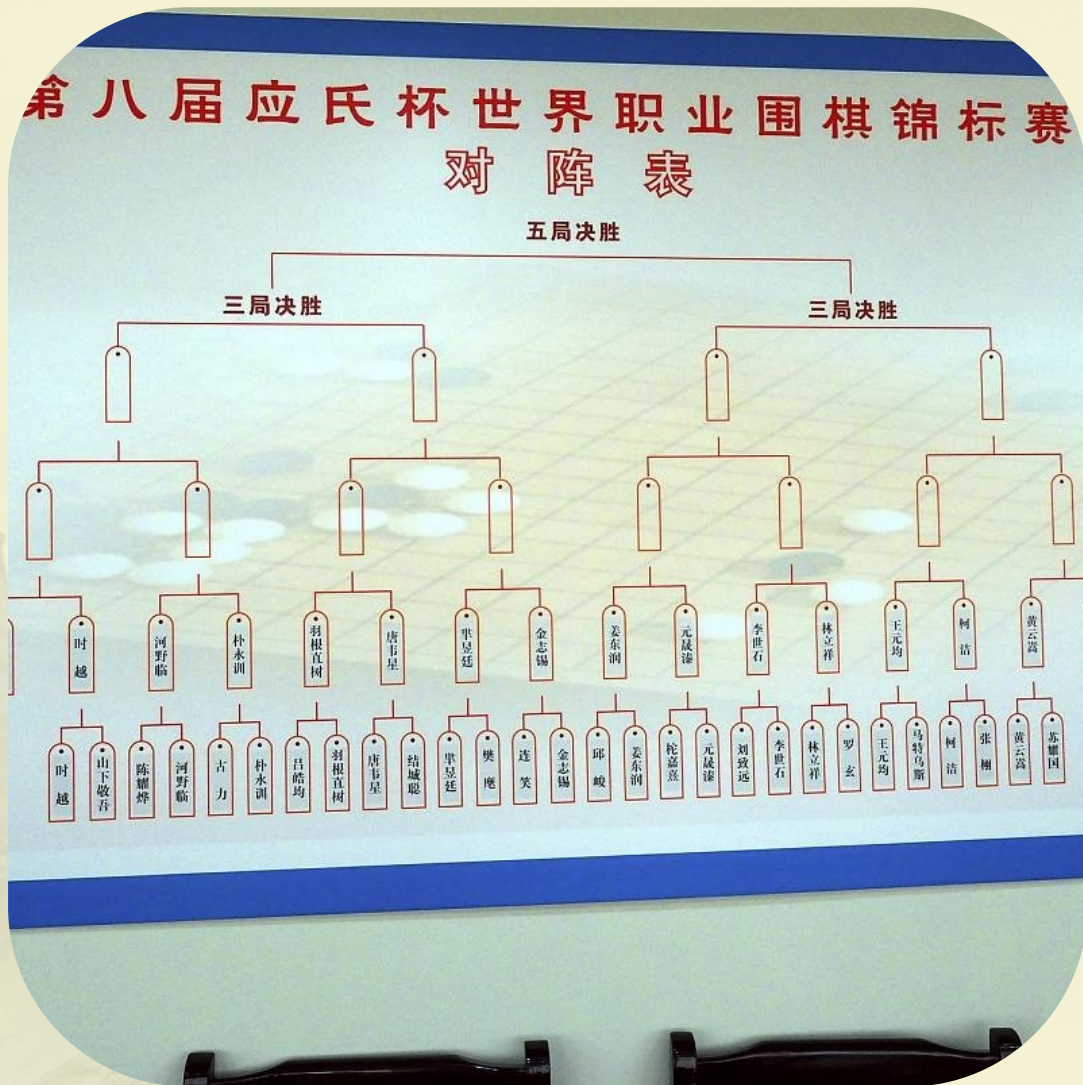 第八届应氏杯世界职业围棋锦标赛
对阵表
五局决胜
三局决胜 三局决胜
时越 河野临 朴永训 羽根直树 唐韦星 芈昱廷 金志锡 姜东润 元晟溱 李世石 林立祥 王元均 柯洁 黄云嵩
时越 山下敬吾 陈耀烨 河野临 古力 朴永训 吕皓均 羽根直树 唐韦星 结城聪 芈昱廷 樊麾 连笑 金志锡 邱峻 姜东润 柁嘉熹 元晟溱 刘致远 李世石 林立祥 罗玄 王元均 马特乌斯 柯洁 张栩 黄云嵩 苏耀国